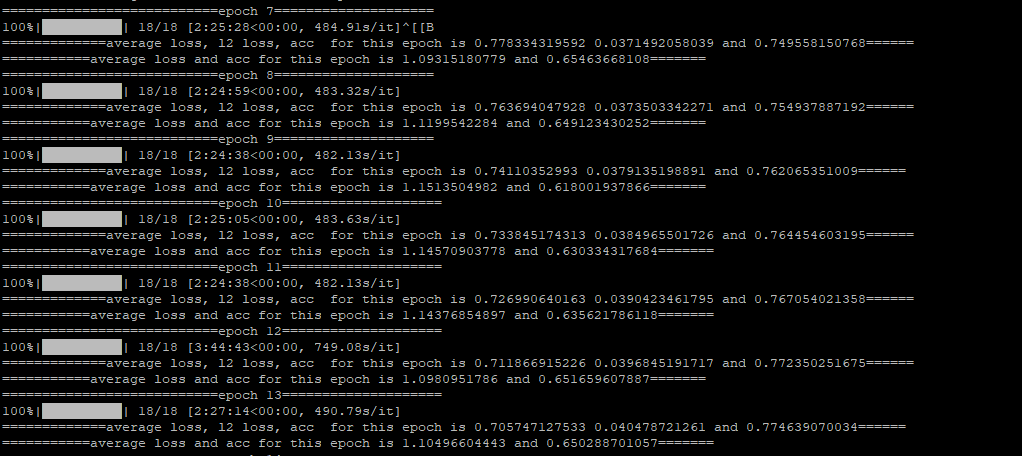 ===========================epoch 7====================
100%|██████████| 18/18 [2:25:28<00:00, 484.91s/it]^[[B
=============average loss, l2 loss, acc  for this epoch is 0.778334319592 0.0371492058039 and 0.749558150768======
===========average loss and acc for this epoch is 1.09315180779 and 0.65463668108=======
===========================epoch 8====================
100%|██████████| 18/18 [2:24:59<00:00, 483.32s/it]
=============average loss, l2 loss, acc  for this epoch is 0.763694047928 0.0373503342271 and 0.754937887192======
===========average loss and acc for this epoch is 1.1199542284 and 0.649123430252=======
===========================epoch 9====================
100%|██████████| 18/18 [2:24:38<00:00, 482.13s/it]
=============average loss, l2 loss, acc  for this epoch is 0.74110352993 0.0379135198891 and 0.762065351009======
===========average loss and acc for this epoch is 1.1513504982 and 0.618001937866=======
===========================epoch 10====================
100%|██████████| 18/18 [2:25:05<00:00, 483.63s/it]
=============average loss, l2 loss, acc  for this epoch is 0.733845174313 0.0384965501726 and 0.764454603195======
===========average loss and acc for this epoch is 1.14570903778 and 0.630334317684=======
===========================epoch 11====================
100%|██████████| 18/18 [2:24:38<00:00, 482.13s/it]
=============average loss, l2 loss, acc  for this epoch is 0.726990640163 0.0390423461795 and 0.767054021358======
===========average loss and acc for this epoch is 1.14376854897 and 0.635621786118=======
===========================epoch 12====================
100%|██████████| 18/18 [3:44:43<00:00, 749.08s/it]
=============average loss, l2 loss, acc  for this epoch is 0.711866915226 0.0396845191717 and 0.772350251675======
===========average loss and acc for this epoch is 1.0980951786 and 0.651659607887=======
===========================epoch 13====================
100%|██████████| 18/18 [2:27:14<00:00, 490.79s/it]
=============average loss, l2 loss, acc  for this epoch is 0.705747127533 0.040478721261 and 0.774639070034======
===========average loss and acc for this epoch is 1.10496604443 and 0.650288701057=======